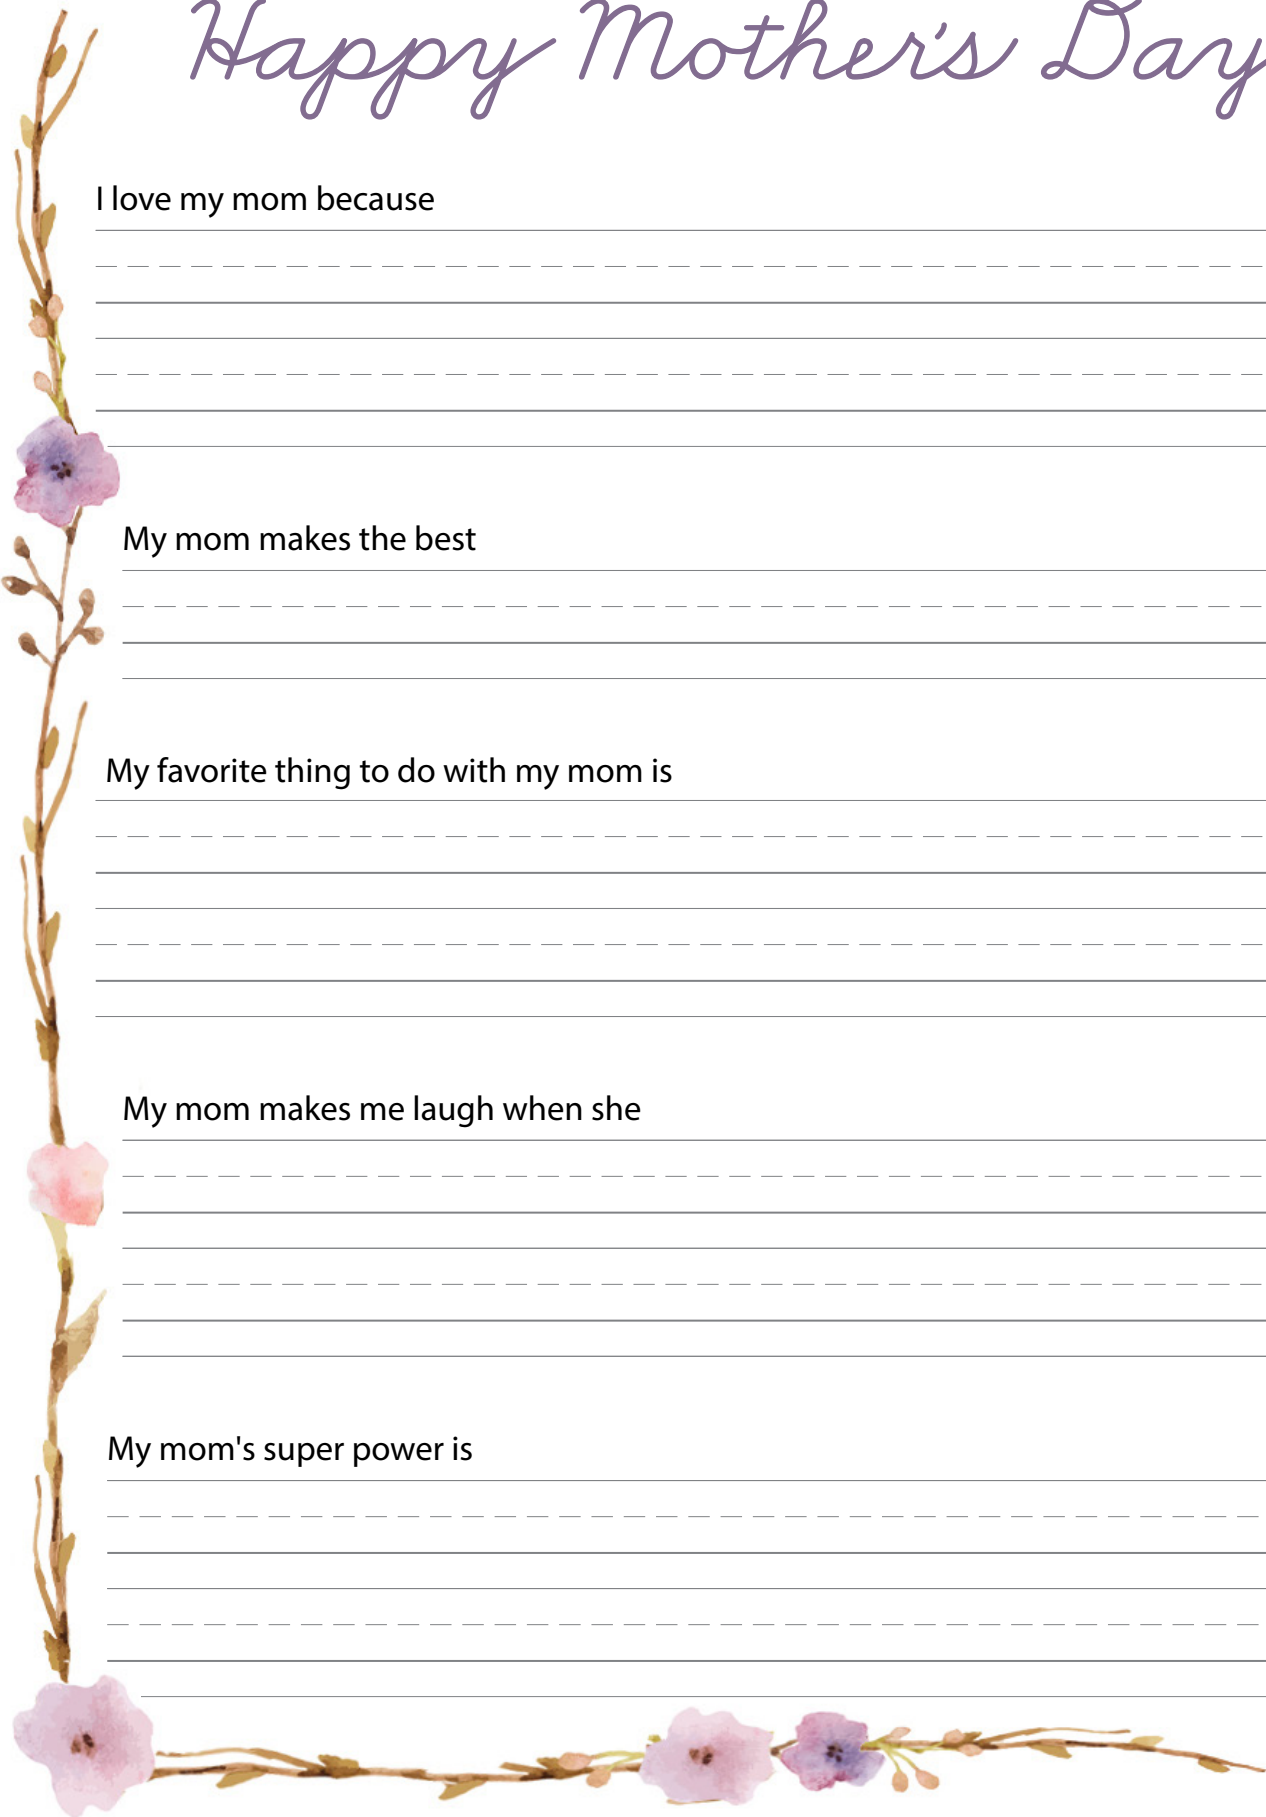 Happy Mother's Day
I love my mom because
My mom makes the best
My favorite thing to do with my mom is
My mom makes me laugh when she
My mom's super power is